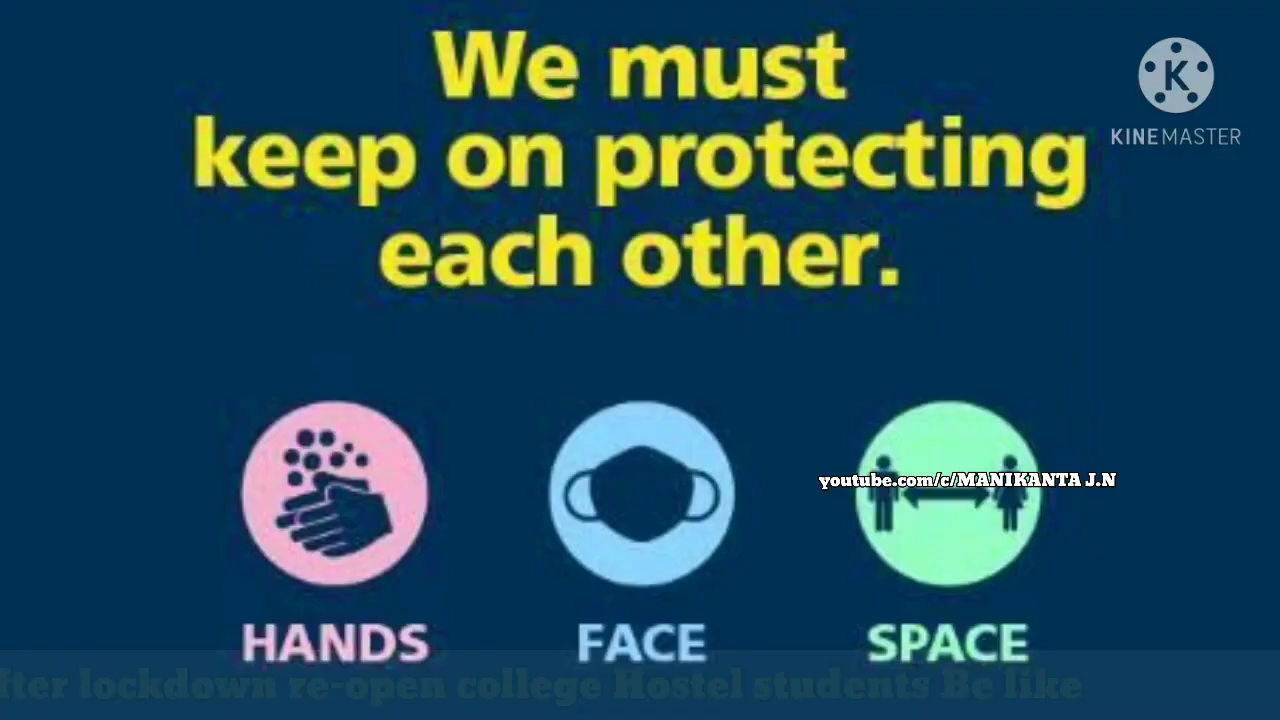 We must
keep on protecting
each other.
K
KINEMASTER
youtube.com/c/MANIKANTA J.N
HANDS
FACE
SPACE
fter lockdown re-open college Hostel students Be like